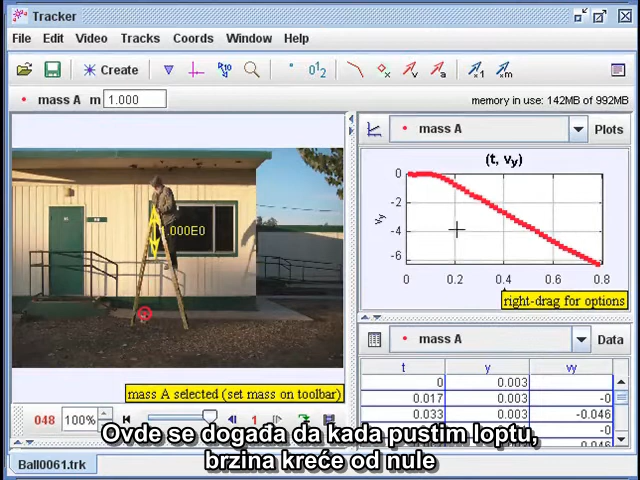 Tracker
File Edit Video Tracks Coords Window Help
Create
mass A m 1.000
memory in use: 142MB of 992MB
mass A Plots
(t, vy)
vy
0
-2
-4
-6
0 0.2 0.4 0.6 0.8
right-drag for options
1.000E0
mass A Data
t y vy
0 0.003
0.017 0.003 -0
0.033 0.003 -0.046
mass A selected (set mass on toolbar)
048 100% 1
Ovde se događa da kada pustim loptu,
brzina kreće od nule
Ball0061.trk